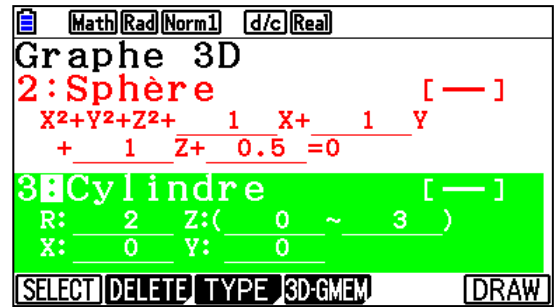 Math Rad Norm1 d/c Real
Graphe 3D
2:Sphère [—]
X²+Y²+Z²+ 1 X+ 1 Y
+ 1 Z+ 0.5 =0
3:Cylindre [—]
R: 2 Z:( 0 ~ 3 )
X: 0 Y: 0
SELECT DELETE TYPE 3D·GMEM DRAW